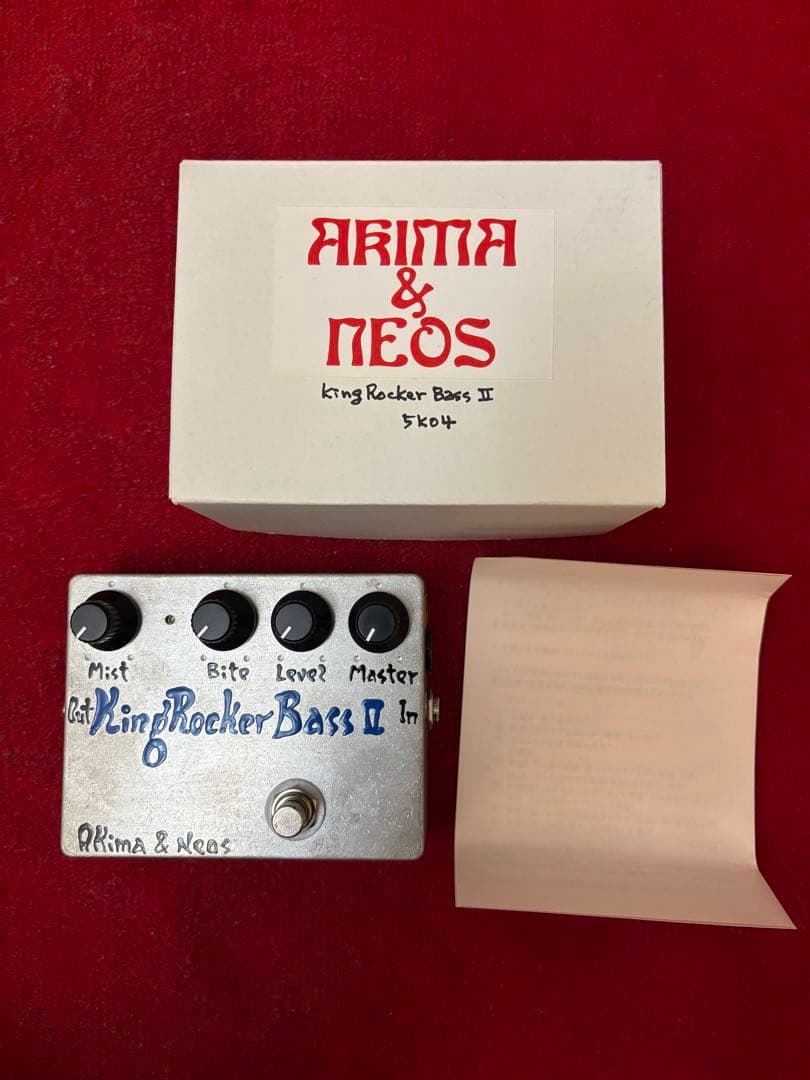 AKIMA
&
NEOS
King Rocker Bass II
5K04
Mist Bite Level Master
Out King Rocker Bass II In
Akima & Neos